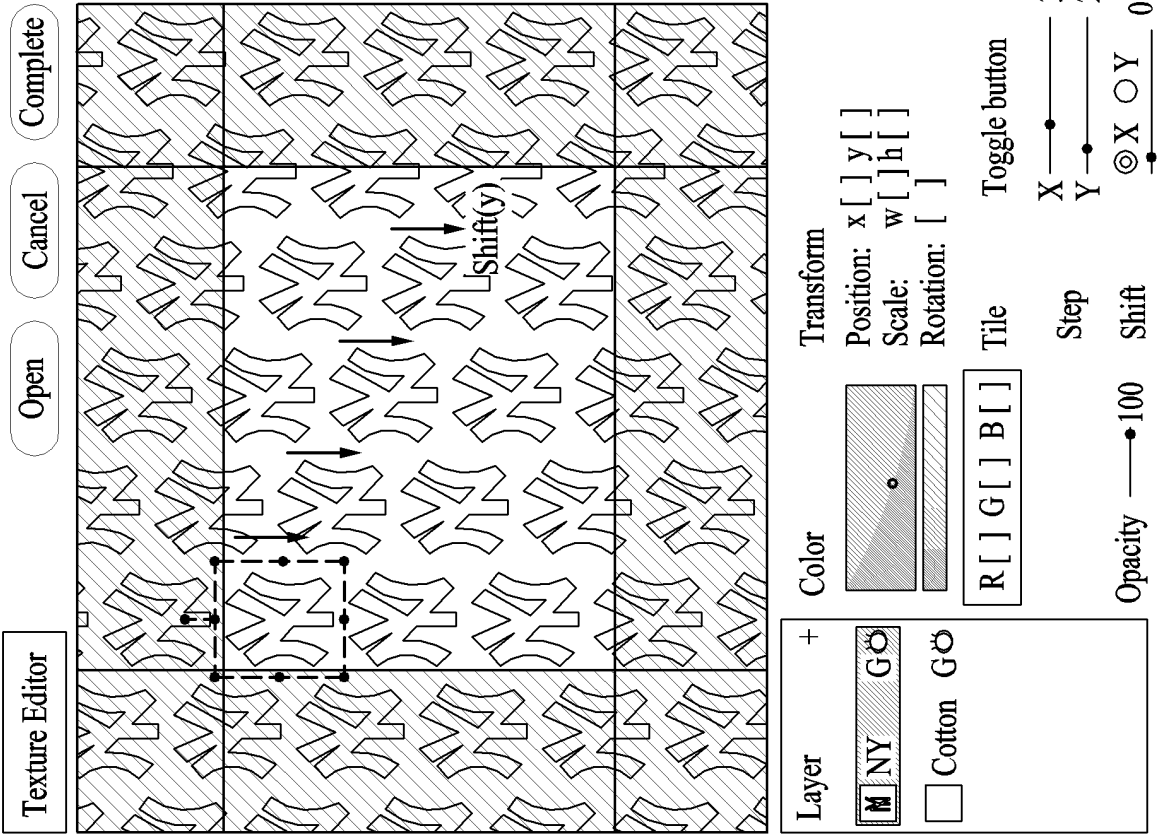 Texture Editor
Open
Cancel
Complete
Shift(y)
Layer +
NY
Cotton
Color
R [ ] G [ ] B [ ]
Opacity 100
Transform
Position: x [ ] y [ ]
Scale: w [ ] h [ ]
Rotation: [ ]
Tile Toggle button
Step X
Y
Shift X Y
0